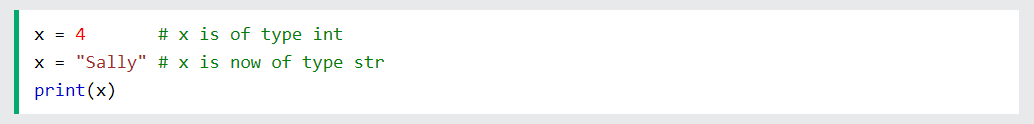 x = 4       # x is of type int
x = "Sally" # x is now of type str
print(x)